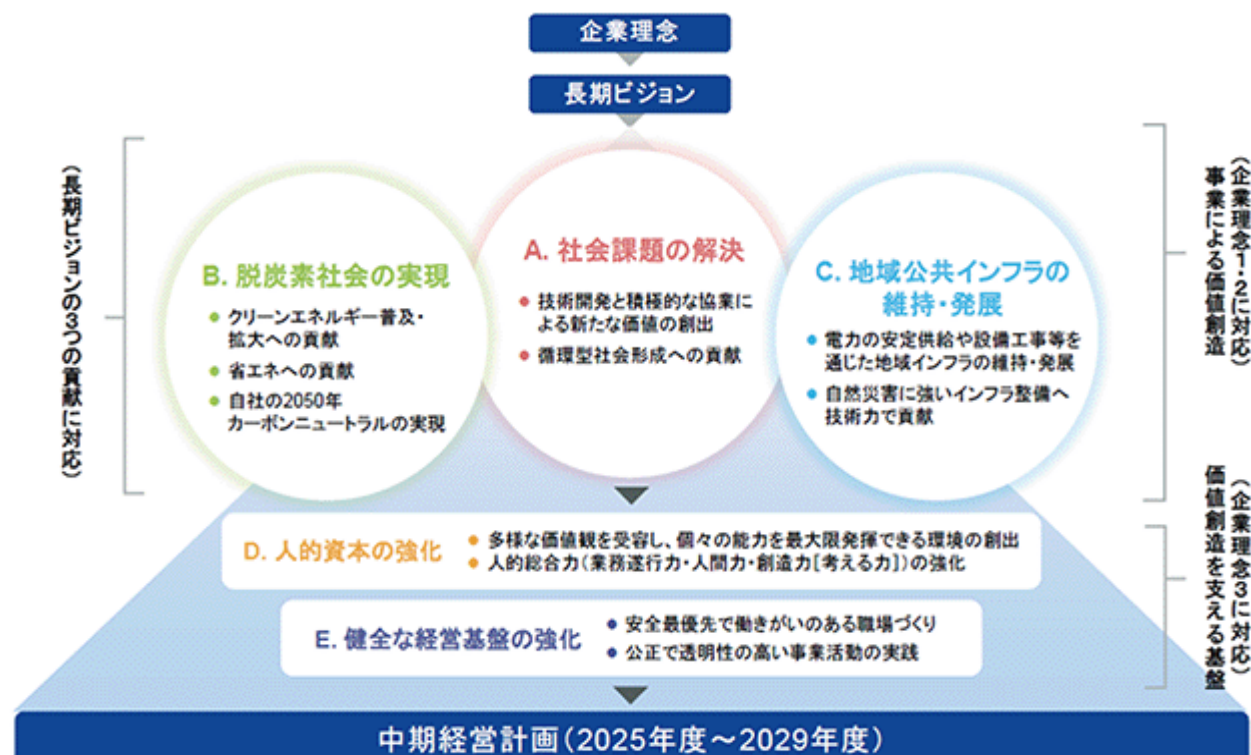 企業理念
長期ビジョン
(長期ビジョンの3つの貢献に対応)
B. 脱炭素社会の実現
● クリーンエネルギー普及・
拡大への貢献
● 省エネへの貢献
● 自社の2050年
カーボンニュートラルの実現
A. 社会課題の解決
● 技術開発と積極的な協業に
よる新たな価値の創出
● 循環型社会形成への貢献
C. 地域公共インフラの
維持・発展
● 電力の安定供給や設備工事等を
通じた地域インフラの維持・発展
● 自然災害に強いインフラ整備へ
技術力で貢献
事業による価値創造
(企業理念1・2に対応)
D. 人的資本の強化
● 多様な価値観を受容し、個々の能力を最大限発揮できる環境の創出
● 人的総合力(業務遂行力・人間力・創造力[考える力])の強化
E. 健全な経営基盤の強化
● 安全最優先で働きがいのある職場づくり
● 公正で透明性の高い事業活動の実践
価値創造を支える基盤
(企業理念3に対応)
中期経営計画(2025年度～2029年度)